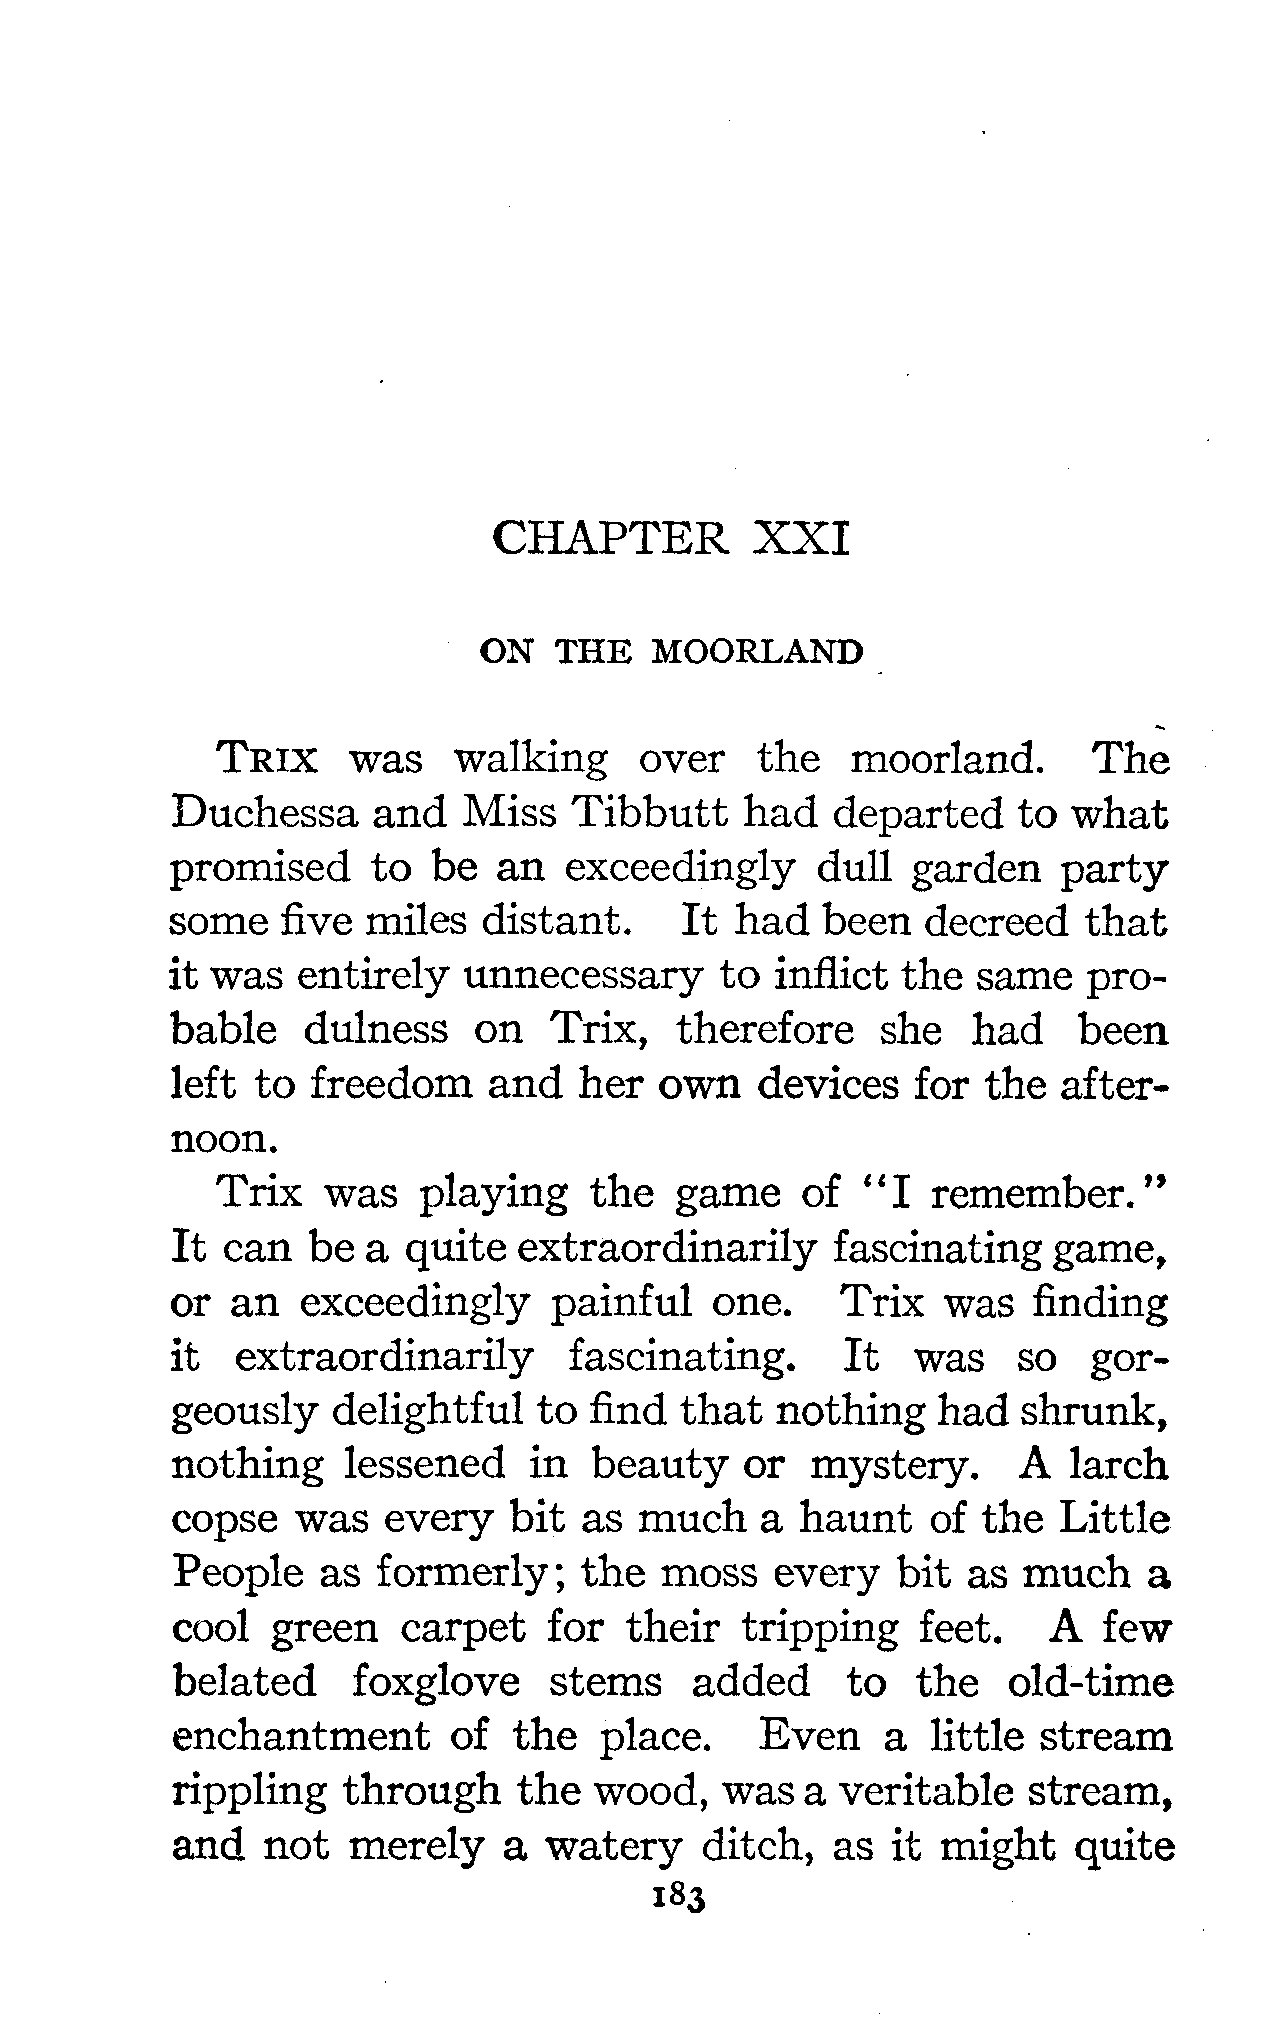 CHAPTER XXI
ON THE MOORLAND
TRIX was walking over the moorland. The
Duchessa and Miss Tibbutt had departed to what
promised to be an exceedingly dull garden party
some five miles distant. It had been decreed that
it was entirely unnecessary to inflict the same pro-
bable dulness on Trix, therefore she had been
left to freedom and her own devices for the after-
noon.
Trix was playing the game of "I remember."
It can be a quite extraordinarily fascinating game,
or an exceedingly painful one. Trix was finding
it extraordinarily fascinating. It was so gor-
geously delightful to find that nothing had shrunk,
nothing lessened in beauty or mystery. A larch
copse was every bit as much a haunt of the Little
People as formerly; the moss every bit as much a
cool green carpet for their tripping feet. A few
belated foxglove stems added to the old-time
enchantment of the place. Even a little stream
rippling through the wood, was a veritable stream,
and not merely a watery ditch, as it might quite
183